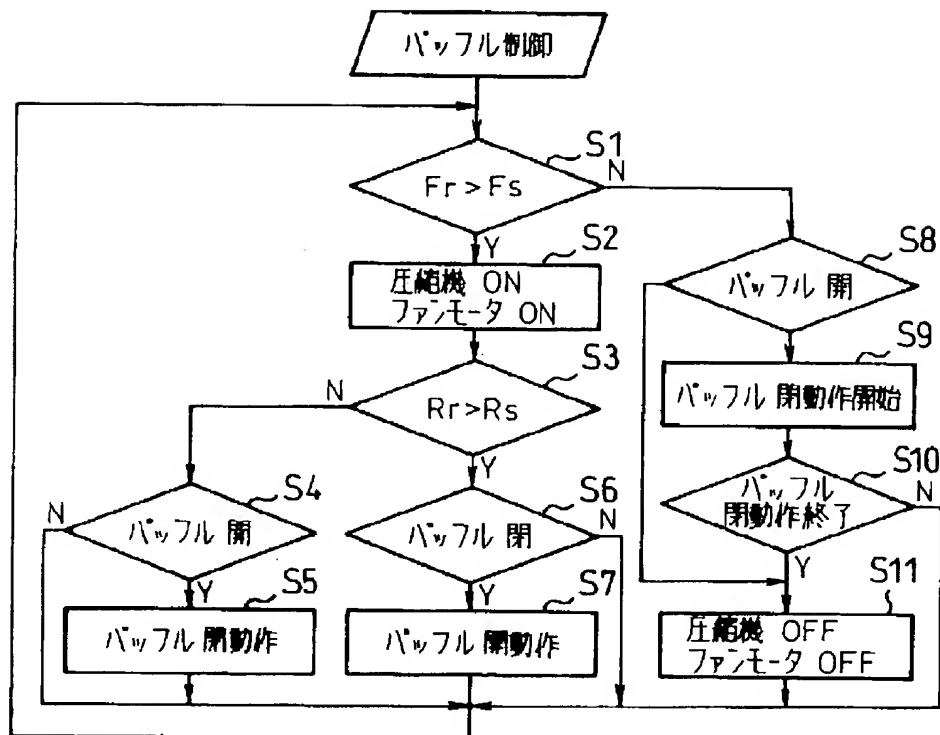 バッフル制御
S1
Fr>Fs
N
Y
S2
圧縮機 ON
ファンモータ ON
S3
Rr>Rs
N
Y
S4
バッフル 開
N
Y
S5
バッフル 閉動作
S6
バッフル 閉
N
Y
S7
バッフル 開動作
S8
バッフル 開
S9
バッフル 閉動作開始
S10
バッフル
閉動作終了
N
Y
S11
圧縮機 OFF
ファンモータ OFF